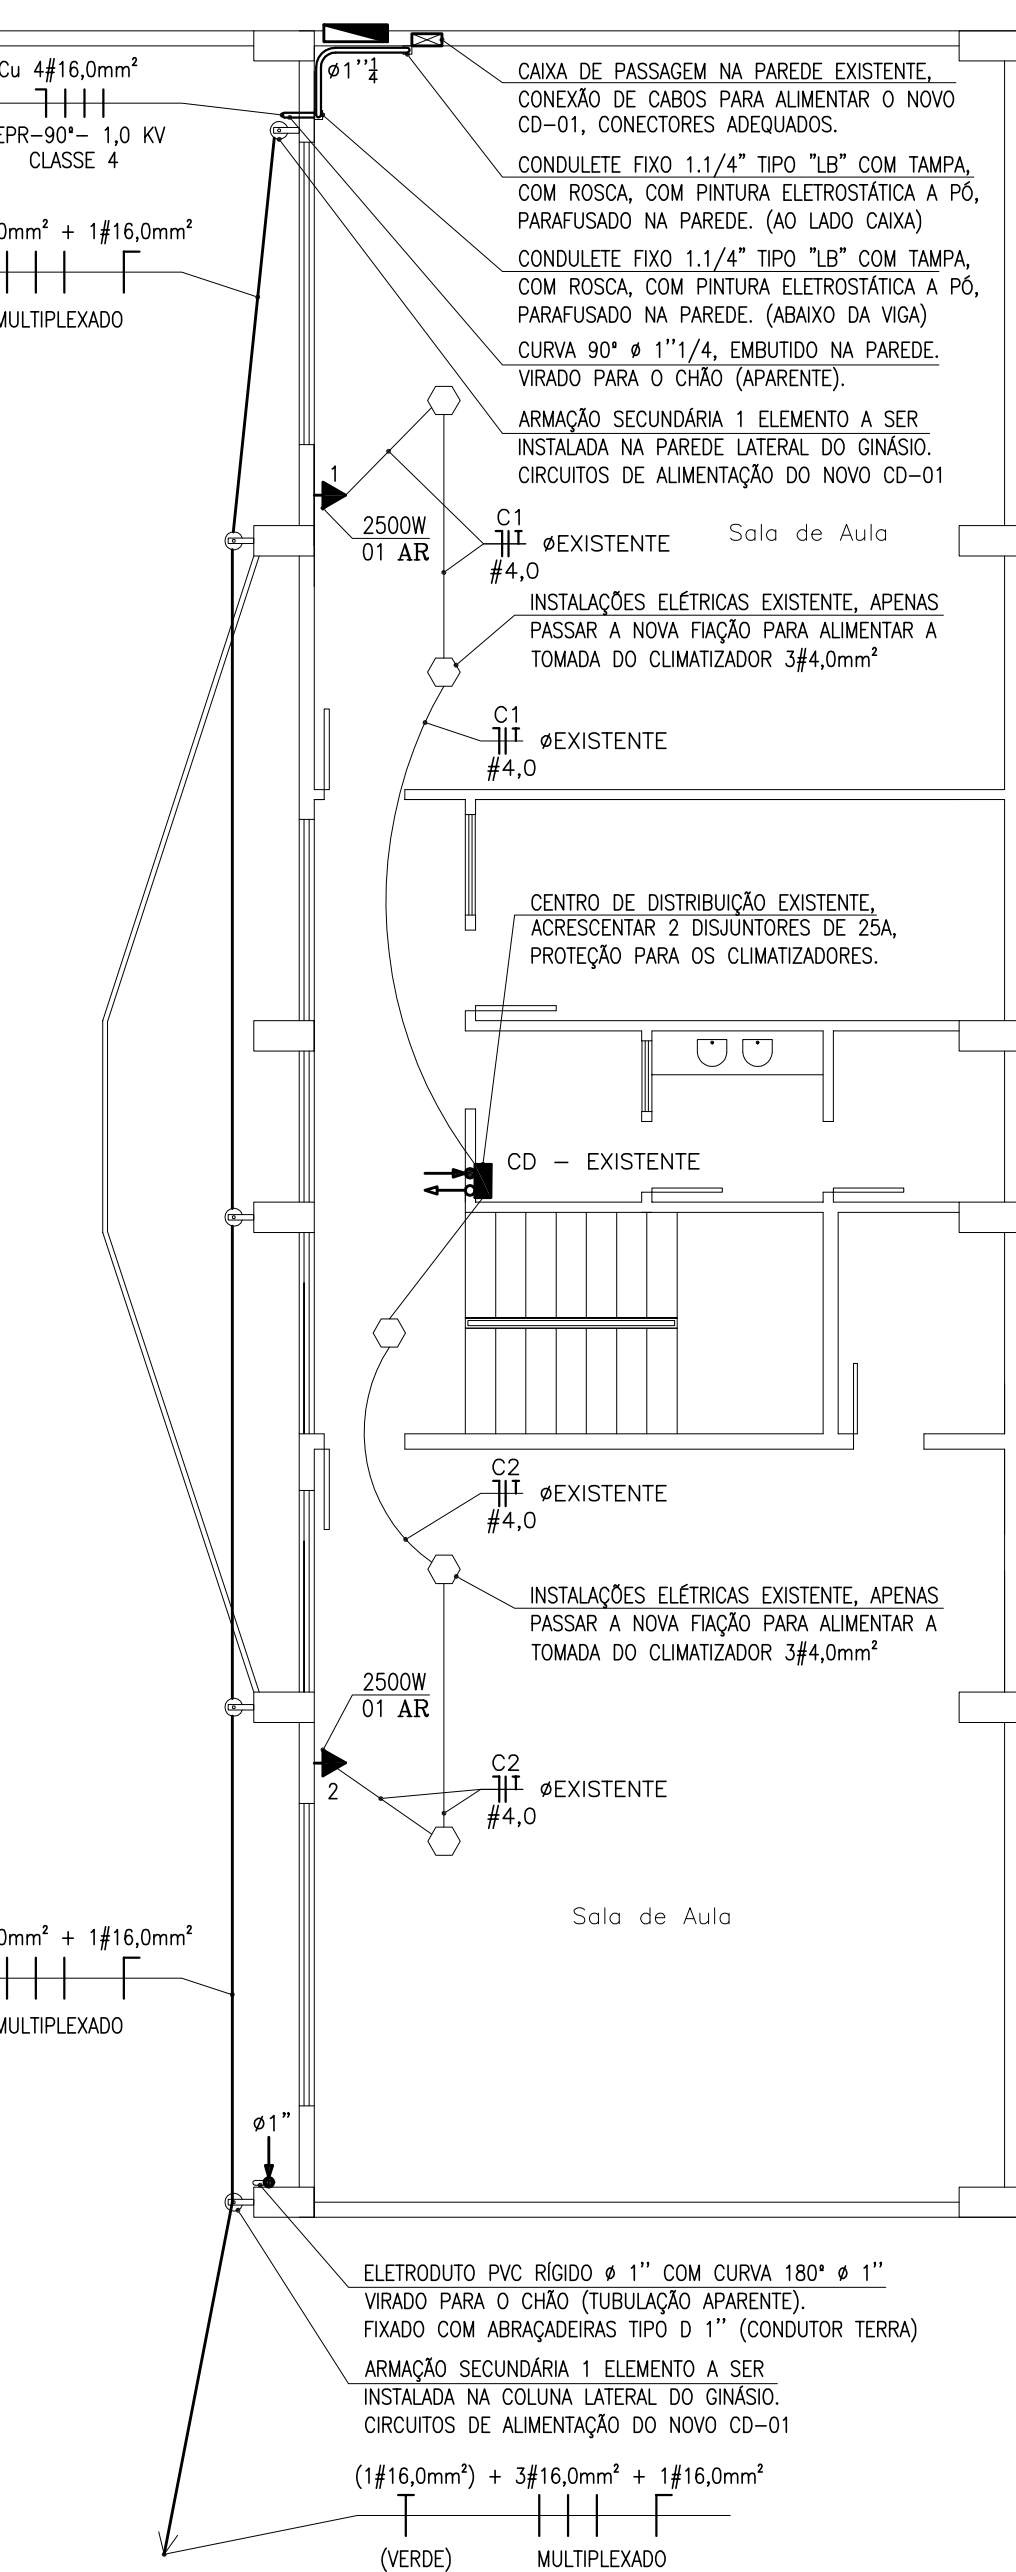 Cu 4#16,0mm²
EPR-90°- 1,0 KV
CLASSE 4
ø1''1/4
CAIXA DE PASSAGEM NA PAREDE EXISTENTE,
CONEXÃO DE CABOS PARA ALIMENTAR O NOVO
CD-01, CONECTORES ADEQUADOS.
CONDULETE FIXO 1.1/4" TIPO "LB" COM TAMPA,
COM ROSCA, COM PINTURA ELETROSTÁTICA A PÓ,
PARAFUSADO NA PAREDE. (AO LADO CAIXA)
0mm² + 1#16,0mm²
MULTIPLEXADO
CONDULETE FIXO 1.1/4" TIPO "LB" COM TAMPA,
COM ROSCA, COM PINTURA ELETROSTÁTICA A PÓ,
PARAFUSADO NA PAREDE. (ABAIXO DA VIGA)
CURVA 90° ø 1''1/4, EMBUTIDO NA PAREDE.
VIRADO PARA O CHÃO (APARENTE).
ARMAÇÃO SECUNDÁRIA 1 ELEMENTO A SER
INSTALADA NA PAREDE LATERAL DO GINÁSIO.
CIRCUITOS DE ALIMENTAÇÃO DO NOVO CD-01
1
2500W
01 AR
C1
øEXISTENTE
#4,0
Sala de Aula
INSTALAÇÕES ELÉTRICAS EXISTENTE, APENAS
PASSAR A NOVA FIAÇÃO PARA ALIMENTAR A
TOMADA DO CLIMATIZADOR 3#4,0mm²
C1
øEXISTENTE
#4,0
CENTRO DE DISTRIBUIÇÃO EXISTENTE,
ACRESCENTAR 2 DISJUNTORES DE 25A,
PROTEÇÃO PARA OS CLIMATIZADORES.
CD - EXISTENTE
C2
øEXISTENTE
#4,0
INSTALAÇÕES ELÉTRICAS EXISTENTE, APENAS
PASSAR A NOVA FIAÇÃO PARA ALIMENTAR A
TOMADA DO CLIMATIZADOR 3#4,0mm²
2500W
01 AR
2
C2
øEXISTENTE
#4,0
Sala de Aula
0mm² + 1#16,0mm²
MULTIPLEXADO
ø1"
ELETRODUTO PVC RÍGIDO ø 1'' COM CURVA 180° ø 1''
VIRADO PARA O CHÃO (TUBULAÇÃO APARENTE).
FIXADO COM ABRAÇADEIRAS TIPO D 1'' (CONDUTOR TERRA)
ARMAÇÃO SECUNDÁRIA 1 ELEMENTO A SER
INSTALADA NA COLUNA LATERAL DO GINÁSIO.
CIRCUITOS DE ALIMENTAÇÃO DO NOVO CD-01
(1#16,0mm²) + 3#16,0mm² + 1#16,0mm²
(VERDE)
MULTIPLEXADO